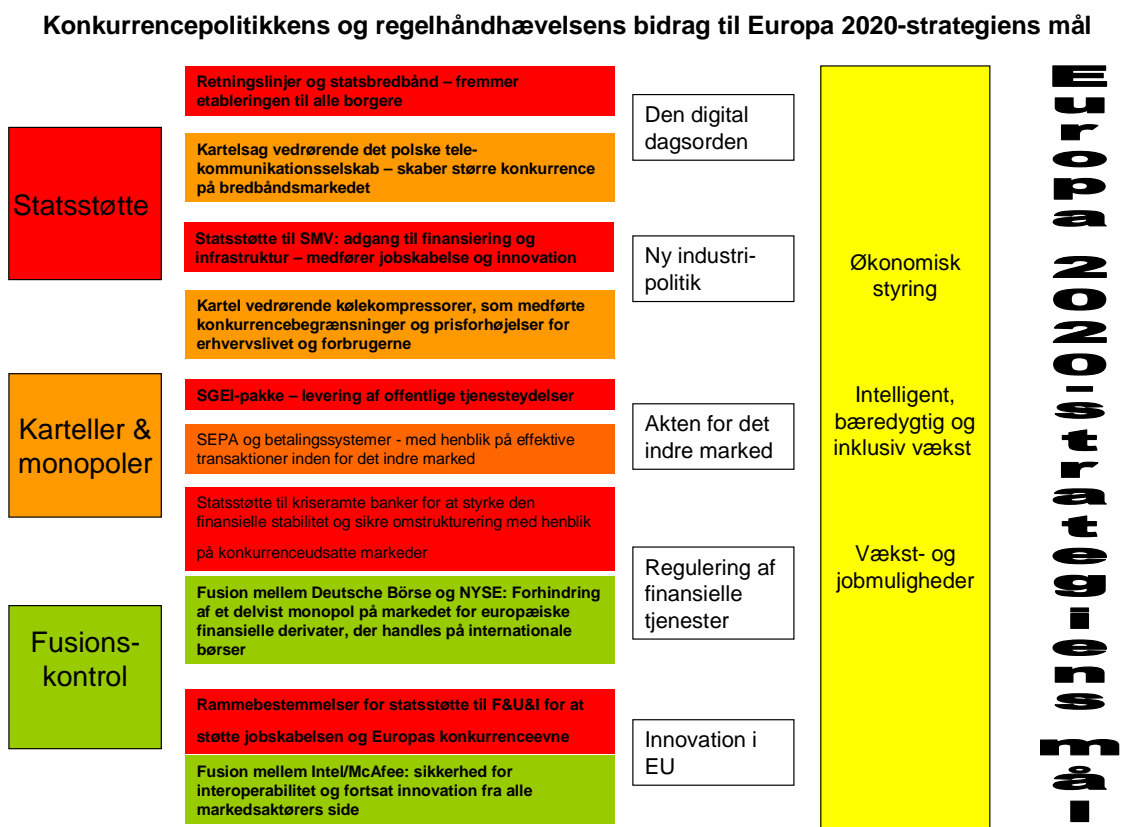 Konkurrencepolitikkens og regelhåndhævelsens bidrag til Europa 2020-strategiens mål
Statsstøtte
Karteller &
monopoler
Fusions-
kontrol
Retningslinjer og statsbredbånd – fremmer
etableringen til alle borgere
Kartelsag vedrørende det polske tele-
kommunikationsselskab – skaber større konkurrence
på bredbåndsmarkedet
Statsstøtte til SMV: adgang til finansiering og
infrastruktur – medfører jobskabelse og innovation
Kartel vedrørende kølekompressorer, som medførte
konkurrencebegrænsninger og prisforhøjelser for
erhvervslivet og forbrugerne
SGEI-pakke – levering af offentlige tjenesteydelser
SEPA og betalingssystemer - med henblik på effektive
transaktioner inden for det indre marked
Statsstøtte til kriseramte banker for at styrke den
finansielle stabilitet og sikre omstrukturering med henblik
på konkurrenceudsatte markeder
Fusion mellem Deutsche Börse og NYSE: Forhindring
af et delvist monopol på markedet for europæiske
finansielle derivater, der handles på internationale
børser
Rammebestemmelser for statsstøtte til F&U&I for at
støtte jobskabelsen og Europas konkurrenceevne
Fusion mellem Intel/McAfee: sikkerhed for
interoperabilitet og fortsat innovation fra alle
markedsaktørers side
Den digital
dagsorden
Ny industri-
politik
Akten for det
indre marked
Regulering af
finansielle
tjenester
Innovation i
EU
Økonomisk
styring
Intelligent,
bæredygtig og
inklusiv vækst
Vækst- og
jobmuligheder
Europa 2020-strategiens mål